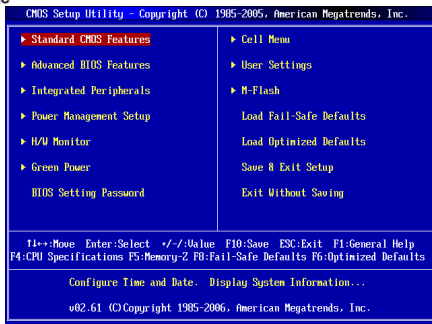 CMOS Setup Utility - Copyright (C) 1985-2005, American Megatrends, Inc.
▶ Standard CMOS Features
▶ Advanced BIOS Features
▶ Integrated Peripherals
▶ Power Management Setup
▶ H/W Monitor
▶ Green Power
BIOS Setting Password
▶ Cell Menu
▶ User Settings
▶ M-Flash
Load Fail-Safe Defaults
Load Optimized Defaults
Save & Exit Setup
Exit Without Saving
↑↓↔:Move Enter:Select +/-/:Value F10:Save ESC:Exit F1:General Help
F4:CPU Specifications F5:Memory-Z F8:Fail-Safe Defaults F6:Optimized Defaults
Configure Time and Date. Display System Information...
v02.61 (C)Copyright 1985-2006, American Megatrends, Inc.